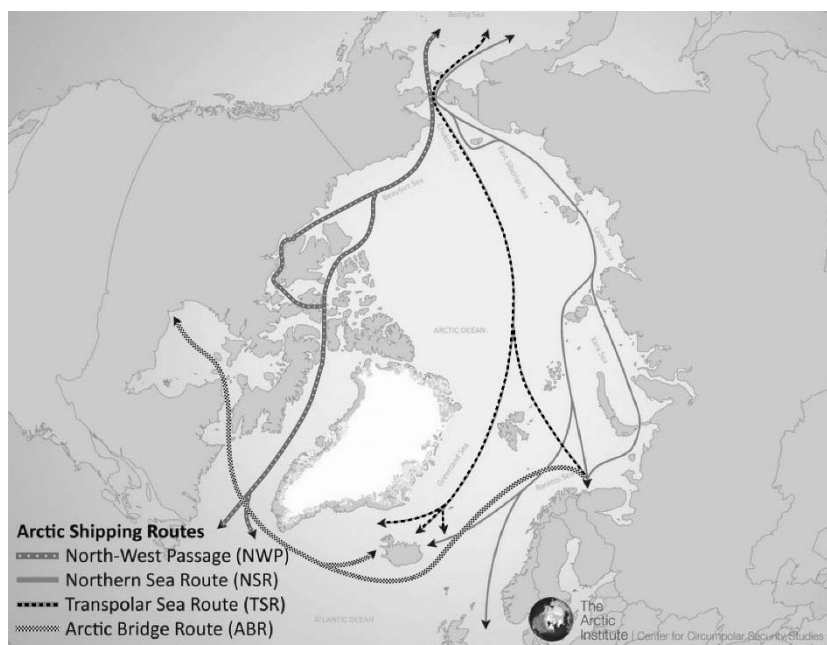 Bering Sea
Chukchi Sea
East Siberian Sea
Beaufort Sea
Laptev Sea
ARCTIC OCEAN
Kara Sea
Greenland Sea
Barents Sea
Arctic Shipping Routes
North-West Passage (NWP)
Northern Sea Route (NSR)
Transpolar Sea Route (TSR)
Arctic Bridge Route (ABR)
ATLANTIC OCEAN
The
Arctic
Institute | Center for Circumpolar Security Studies